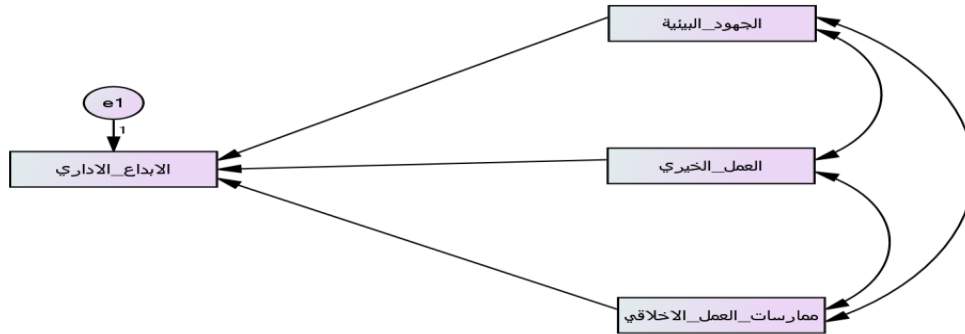 الجهود_البيئية
e1
1
الابداع_الاداري
العمل_الخيري
ممارسات_العمل_الاخلاقي